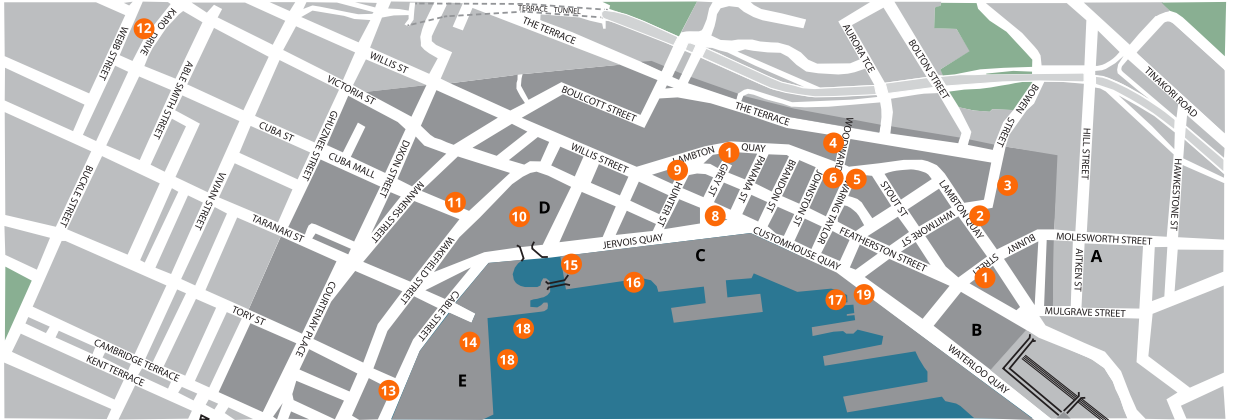 TERRACE TUNNEL
THE TERRACE
KARO DRIVE
WEBB STREET
12
ABLE SMITH STREET
WILLIS ST
VICTORIA ST
AURORA TCE
BOLTON STREET
TINAKORI ROAD
BOULCOTT STREET
THE TERRACE
BOWEN STREET
GHUZNEE STREET
CUBA ST
CUBA MALL
DIXON STREET
WILLIS STREET
LAMBTON QUAY
1
WOODWARD
4
HILL STREET
HAWKESTONE ST
BUCKLE STREET
VIVIAN STREET
MANNERS STREET
9
HUNTER ST
GREY ST
PANAMA ST
BRANDON ST
JOHNSTON ST
WARING TAYLOR
6
5
STOUT ST
LAMBTON QUAY
3
2
11
10
D
8
WHITMORE ST
TARANAKI ST
WAKEFIELD STREET
JERVOIS QUAY
CUSTOMHOUSE QUAY
FEATHERSTON STREET
BUNNY STREET
MOLESWORTH STREET
A
AITKEN ST
C
15
16
1
17
19
COURTENAY PLACE
CABLE STREET
TORY ST
MULGRAVE STREET
18
B
14
18
WATERLOO QUAY
CAMBRIDGE TERRACE
KENT TERRACE
E
13